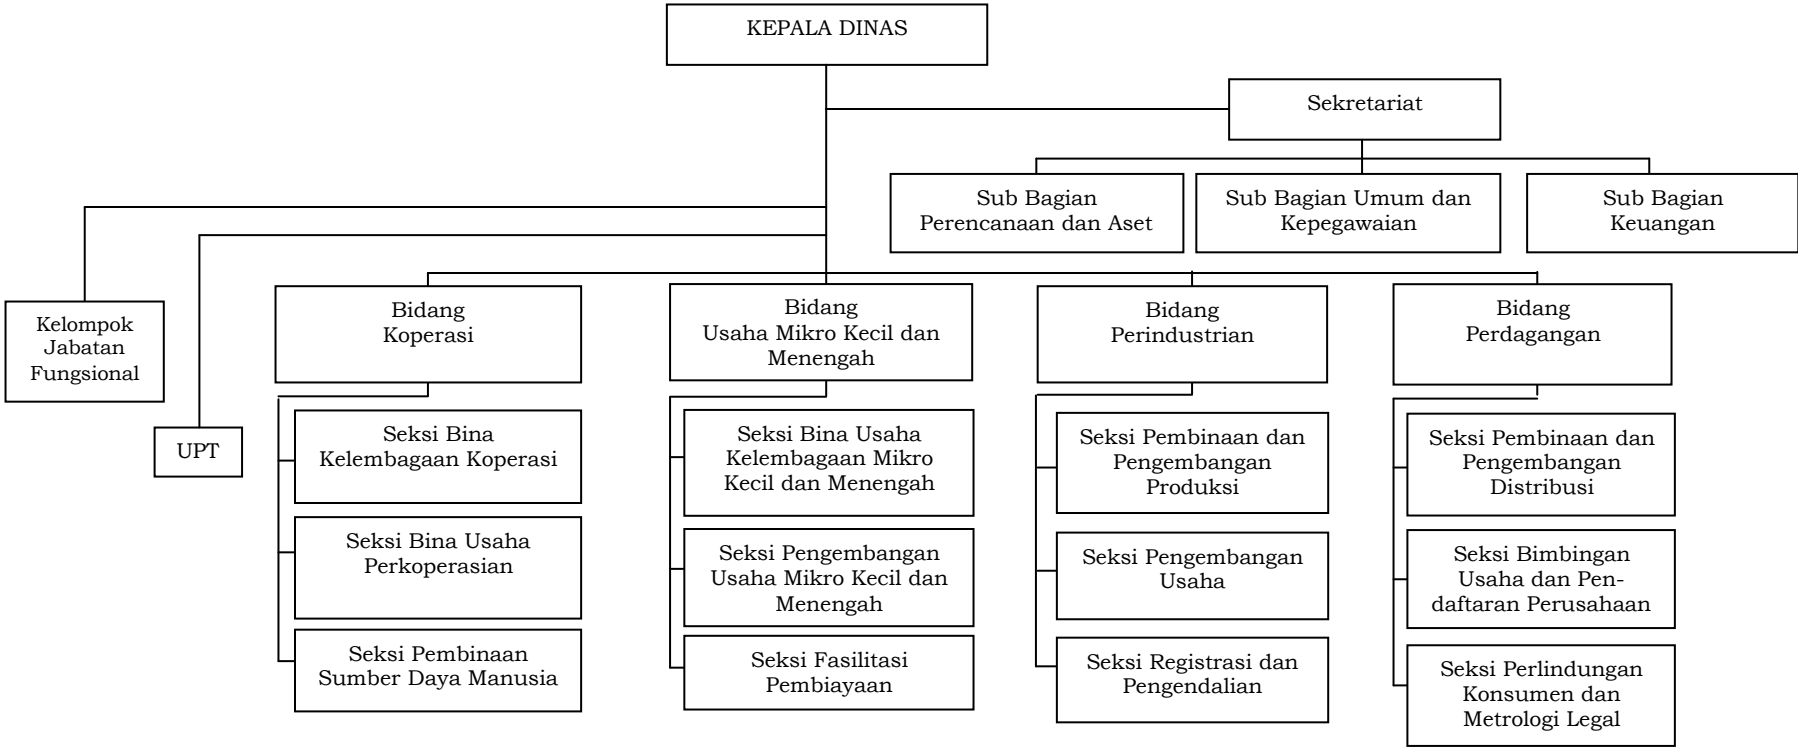 KEPALA DINAS
Sekretariat
Sub Bagian
Perencanaan dan Aset
Sub Bagian Umum dan
Kepegawaian
Sub Bagian
Keuangan
Kelompok
Jabatan
Fungsional
UPT
Bidang
Koperasi
Seksi Bina
Kelembagaan Koperasi
Seksi Bina Usaha
Perkoperasian
Seksi Pembinaan
Sumber Daya Manusia
Bidang
Usaha Mikro Kecil dan
Menengah
Seksi Bina Usaha
Kelembagaan Mikro
Kecil dan Menengah
Seksi Pengembangan
Usaha Mikro Kecil dan
Menengah
Seksi Fasilitasi
Pembiayaan
Bidang
Perindustrian
Seksi Pembinaan dan
Pengembangan
Produksi
Seksi Pengembangan
Usaha
Seksi Registrasi dan
Pengendalian
Bidang
Perdagangan
Seksi Pembinaan dan
Pengembangan
Distribusi
Seksi Bimbingan
Usaha dan Pen-
daftaran Perusahaan
Seksi Perlindungan
Konsumen dan
Metrologi Legal